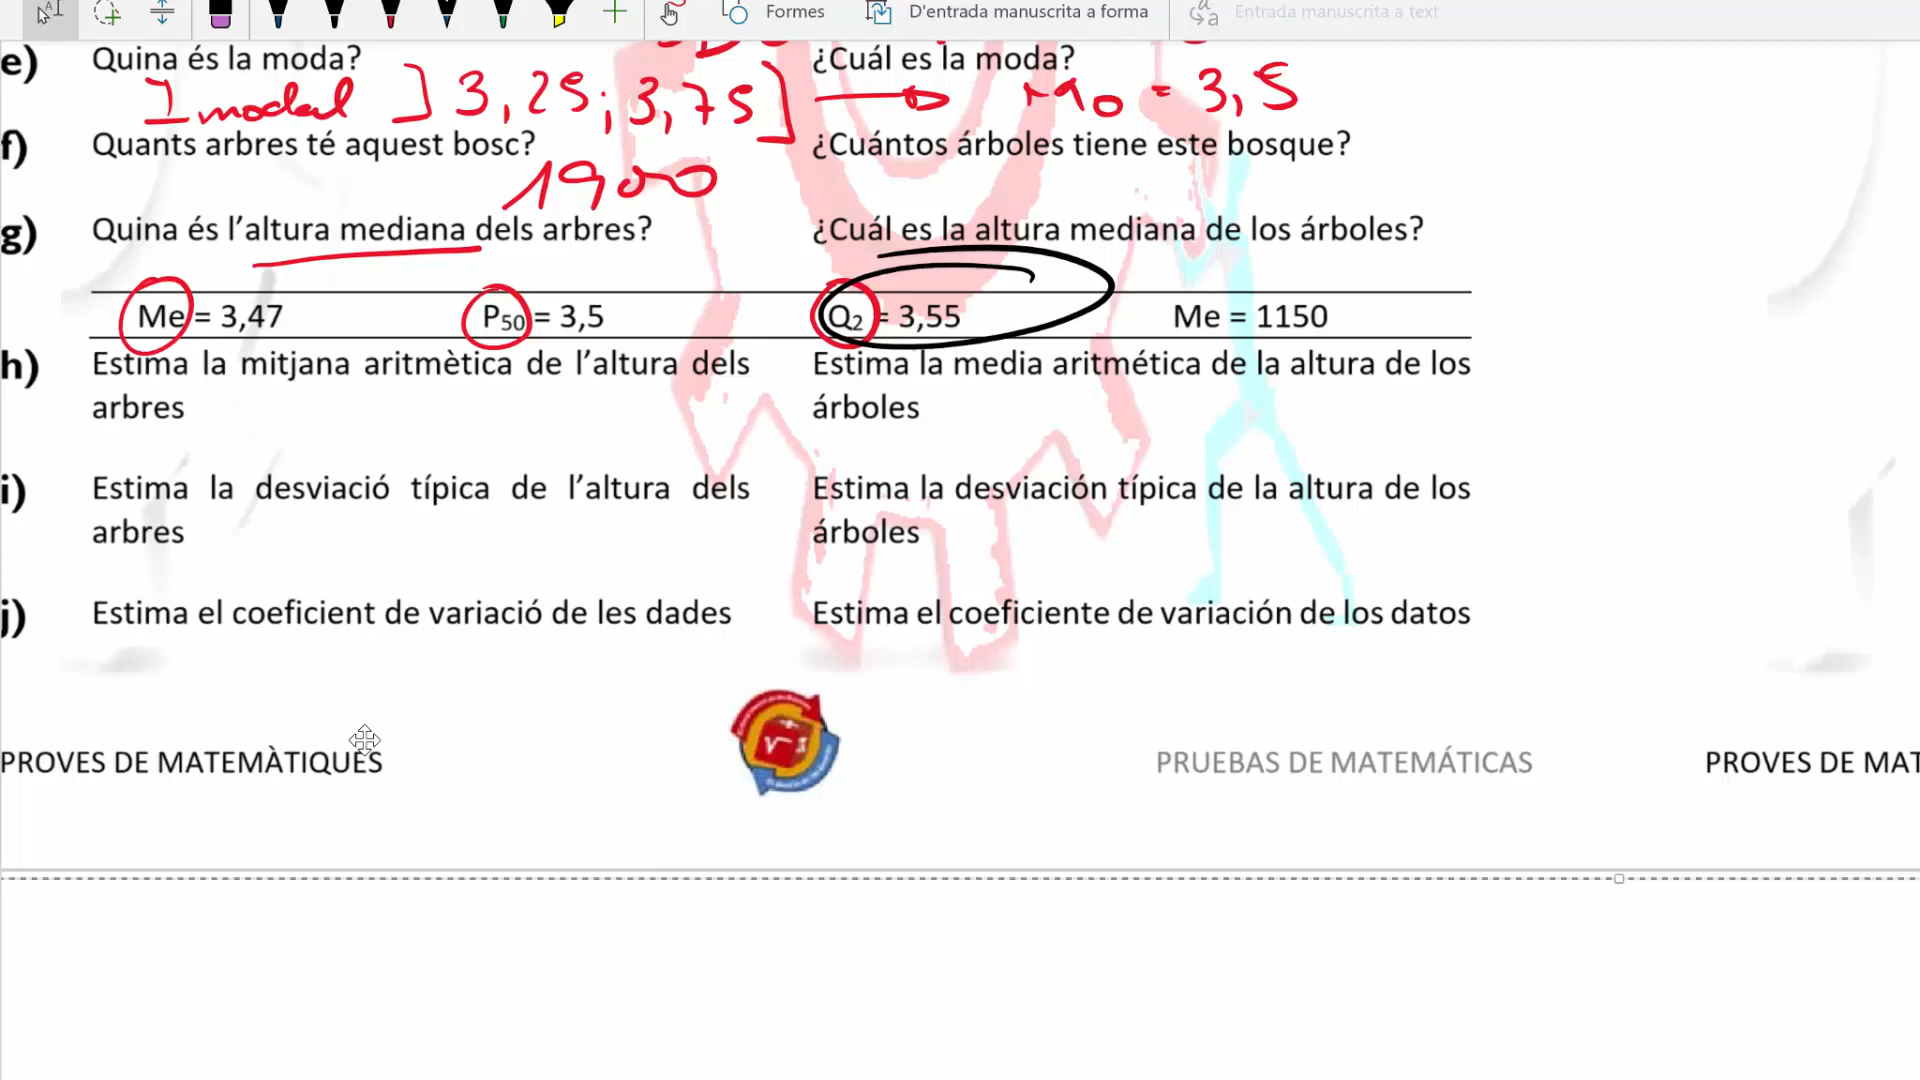 Formes D'entrada manuscrita a forma Entrada manuscrita a text
e) Quina és la moda? ¿Cuál es la moda?
I modal ]3,25;3,75] → Mo = 3,5
f) Quants arbres té aquest bosc? ¿Cuántos árboles tiene este bosque?
1900
g) Quina és l'altura mediana dels arbres? ¿Cuál es la altura mediana de los árboles?
Me = 3,47 P50 = 3,5 Q2 = 3,55 Me = 1150
h) Estima la mitjana aritmètica de l'altura dels Estima la media aritmética de la altura de los
arbres árboles
i) Estima la desviació típica de l'altura dels Estima la desviación típica de la altura de los
arbres árboles
j) Estima el coeficient de variació de les dades Estima el coeficiente de variación de los datos
PROVES DE MATEMÀTIQUES PRUEBAS DE MATEMÁTICAS PROVES DE MAT